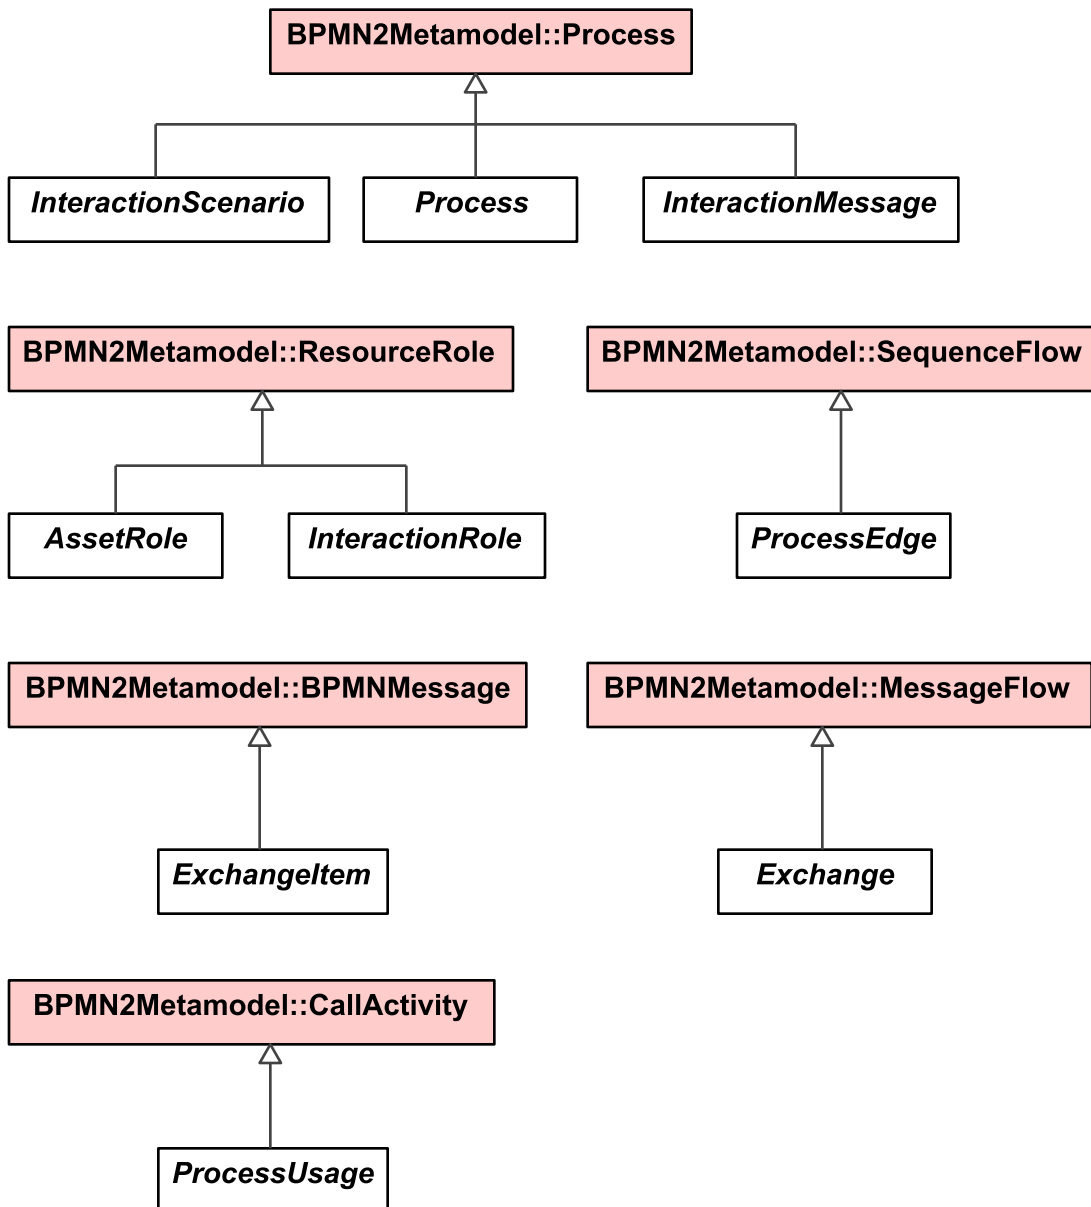 BPMN2Metamodel::Process
InteractionScenario
Process
InteractionMessage
BPMN2Metamodel::ResourceRole
BPMN2Metamodel::SequenceFlow
AssetRole
InteractionRole
ProcessEdge
BPMN2Metamodel::BPMNMessage
BPMN2Metamodel::MessageFlow
ExchangeItem
Exchange
BPMN2Metamodel::CallActivity
ProcessUsage